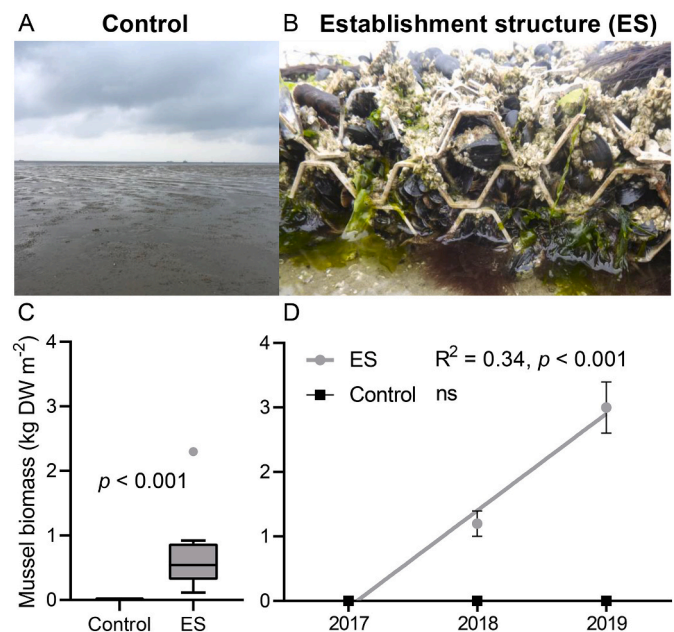 A Control
B Establishment structure (ES)
C
Mussel biomass (kg DW m⁻²)
4
3
2
1
0
p < 0.001
Control ES
D
4
3
2
1
0
ES R² = 0.34, p < 0.001
Control ns
2017 2018 2019